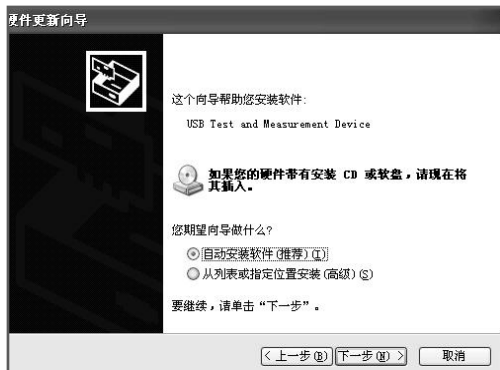 硬件更新向导
这个向导帮助您安装软件:
USB Test and Measurement Device
如果您的硬件带有安装 CD 或软盘，请现在将
其插入。
您期望向导做什么?
自动安装软件(推荐)(I)
从列表或指定位置安装(高级)(S)
要继续，请单击“下一步”。
< 上一步(B) 下一步(N) > 取消